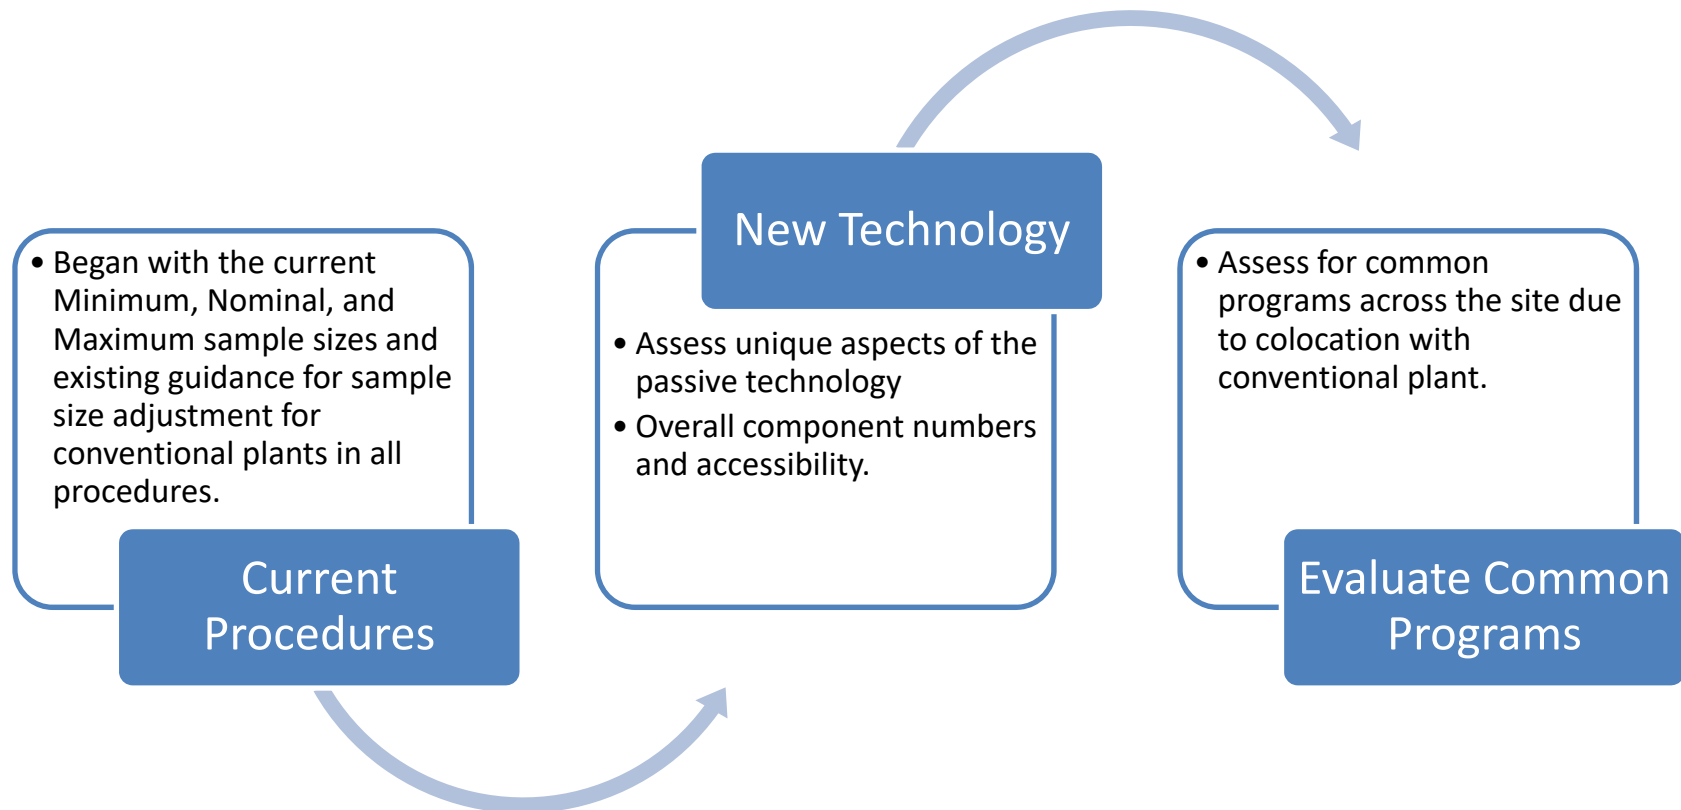 • Began with the current
Minimum, Nominal, and
Maximum sample sizes and
existing guidance for sample
size adjustment for
conventional plants in all
procedures.
Current
Procedures
New Technology
• Assess unique aspects of the
passive technology
• Overall component numbers
and accessibility.
• Assess for common
programs across the site due
to colocation with
conventional plant.
Evaluate Common
Programs